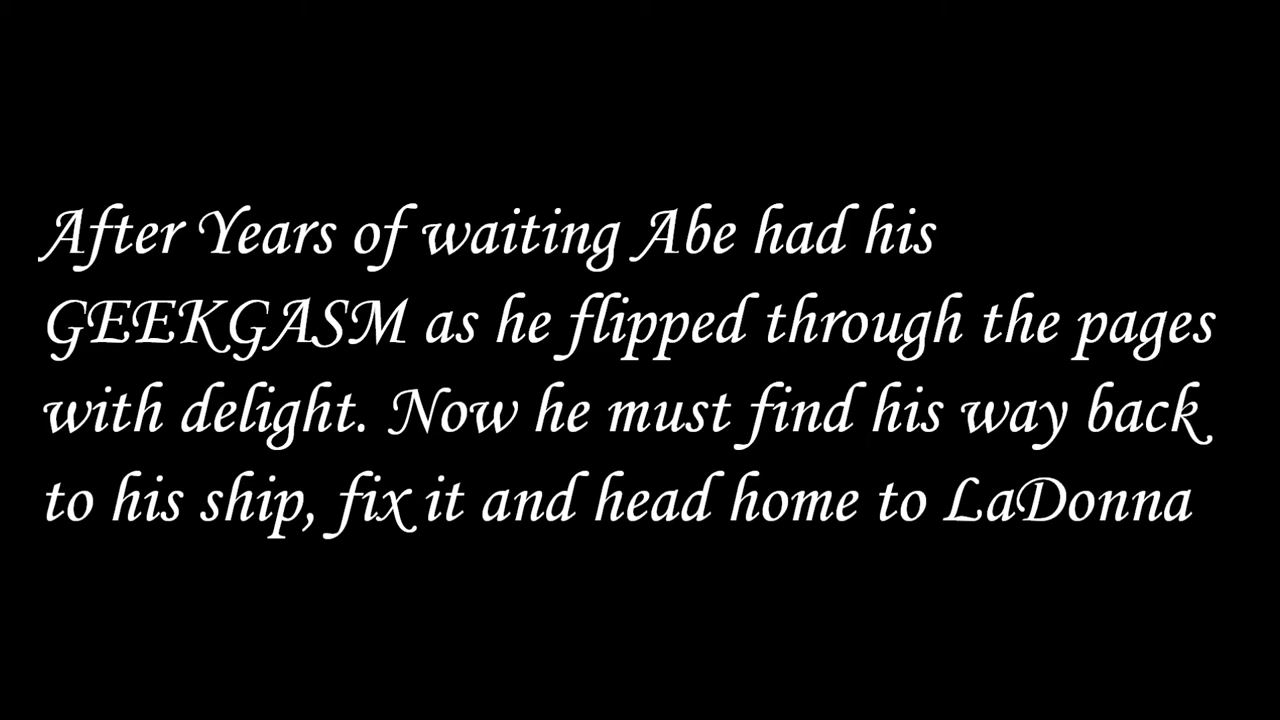 After Years of waiting Abe had his
GEEKGASM as he flipped through the pages
with delight. Now he must find his way back
to his ship, fix it and head home to LaDonna